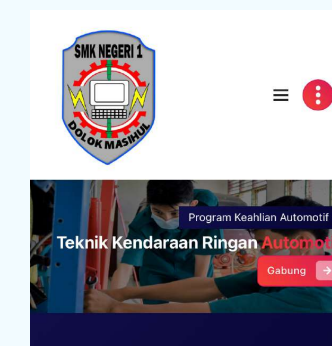 SMK NEGERI 1
DOLOK MASIHUL
Program Keahlian Automotif
Teknik Kendaraan Ringan
Gabung